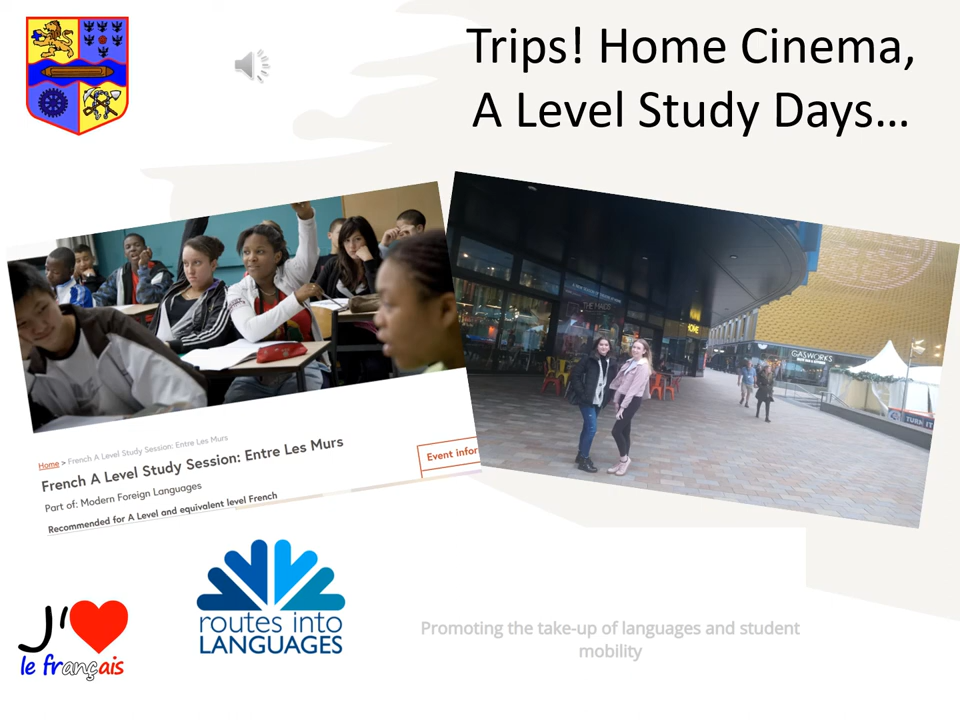 Trips! Home Cinema,
A Level Study Days…
HOME
GASWORKS
TURN IT
Home > French A Level Study Session: Entre Les Murs
French A Level Study Session: Entre Les Murs
Part of: Modern Foreign Languages
Recommended for A Level and equivalent level French
Event infor
J'
le français
routes into
LANGUAGES
Promoting the take-up of languages and student
mobility